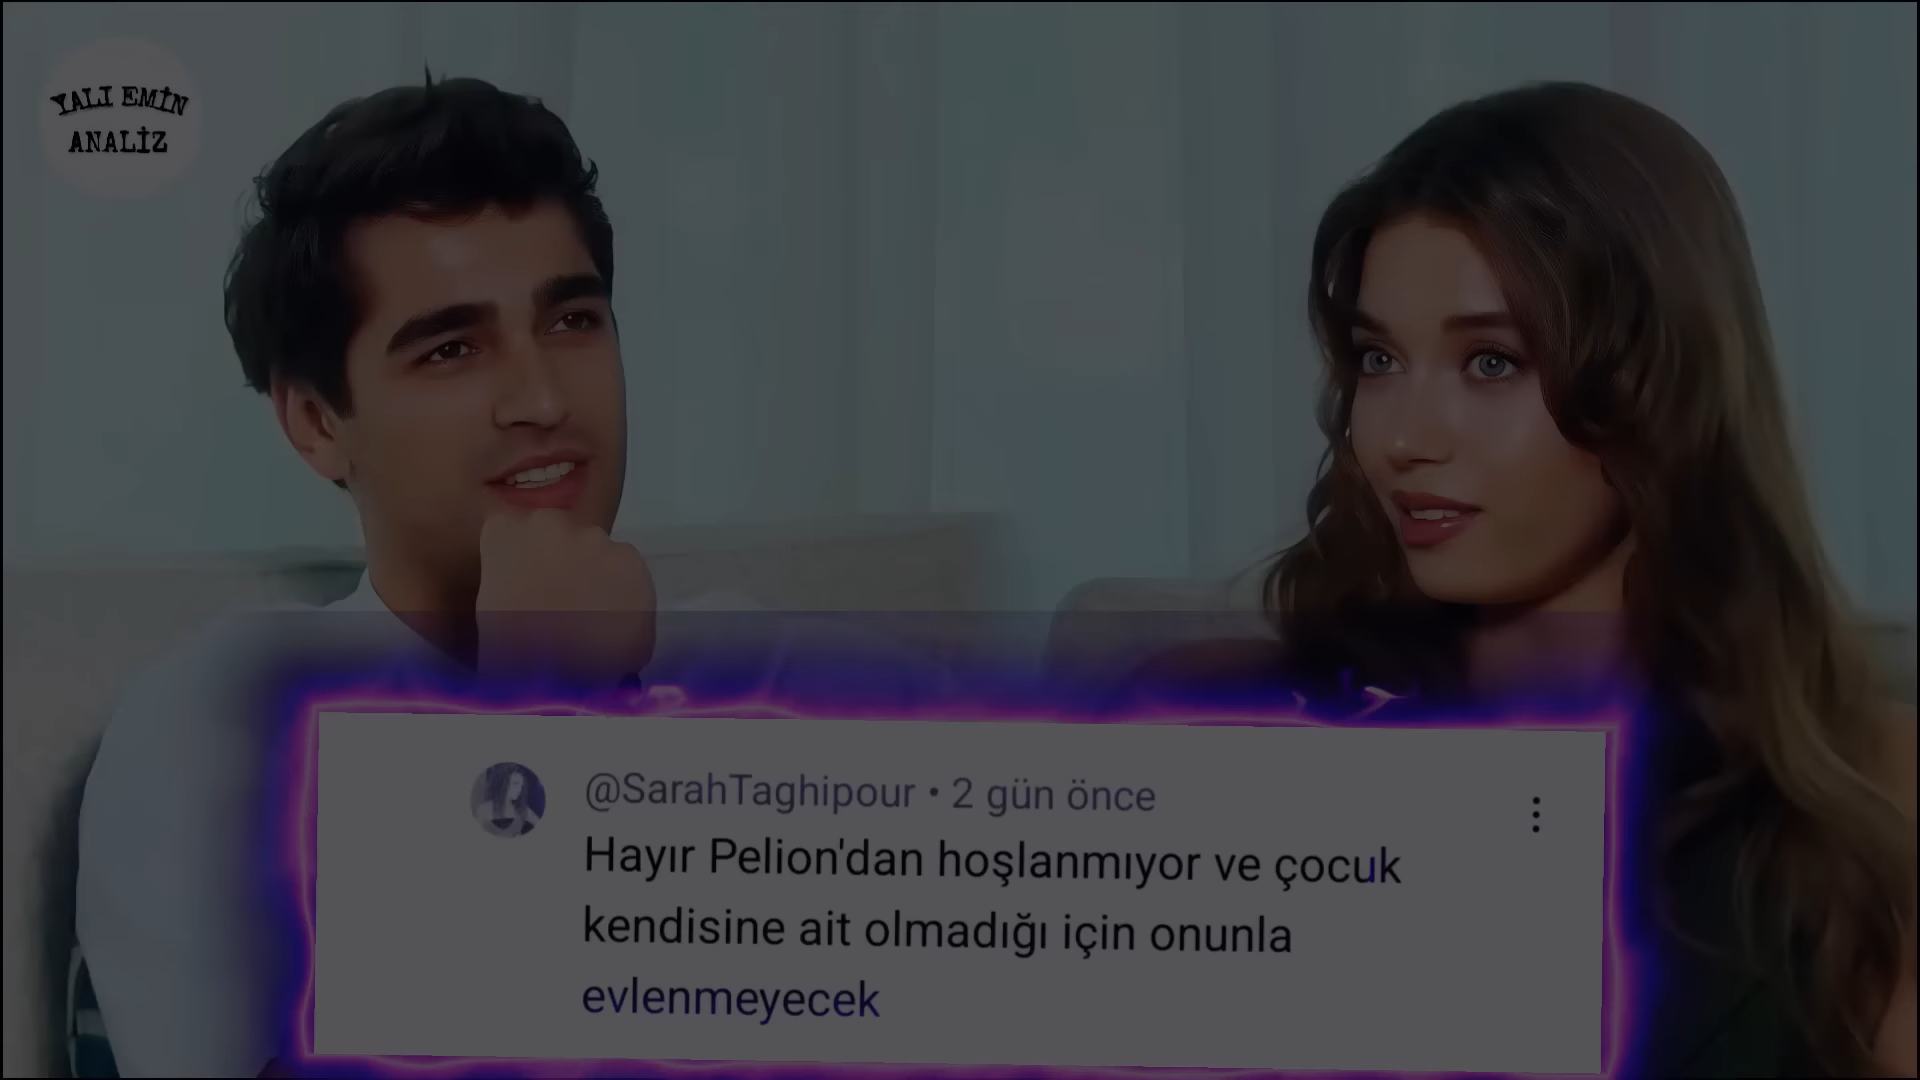 YALI EMİN
ANALİZ
@SarahTaghipour • 2 gün önce
Hayır Pelion'dan hoşlanmıyor ve çocuk
kendisine ait olmadığı için onunla
evlenmeyecek